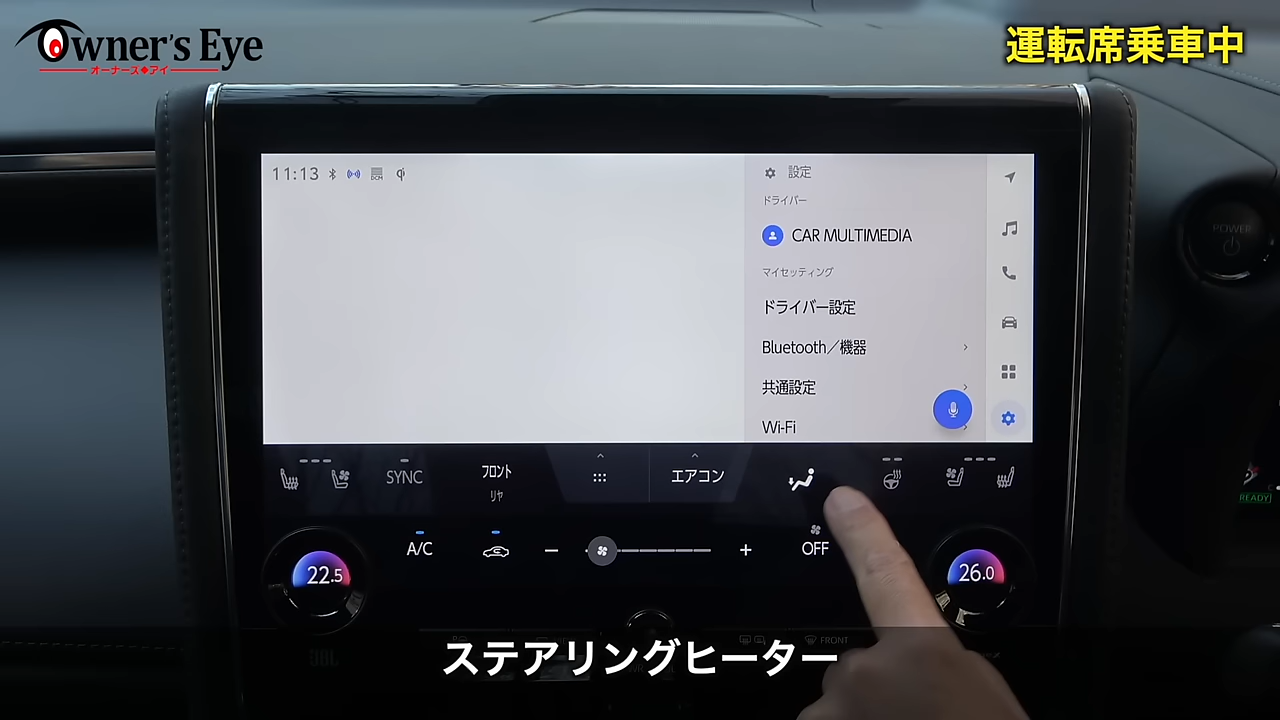 Owner's Eye
オーナーズ◆アイ
運転席乗車中
11:13
設定
ドライバー
CAR MULTIMEDIA
マイセッティング
ドライバー設定
Bluetooth／機器
共通設定
Wi-Fi
POWER
SYNC
フロント
リヤ
エアコン
READY
A/C
OFF
22.5
26.0
FRONT
ステアリングヒーター